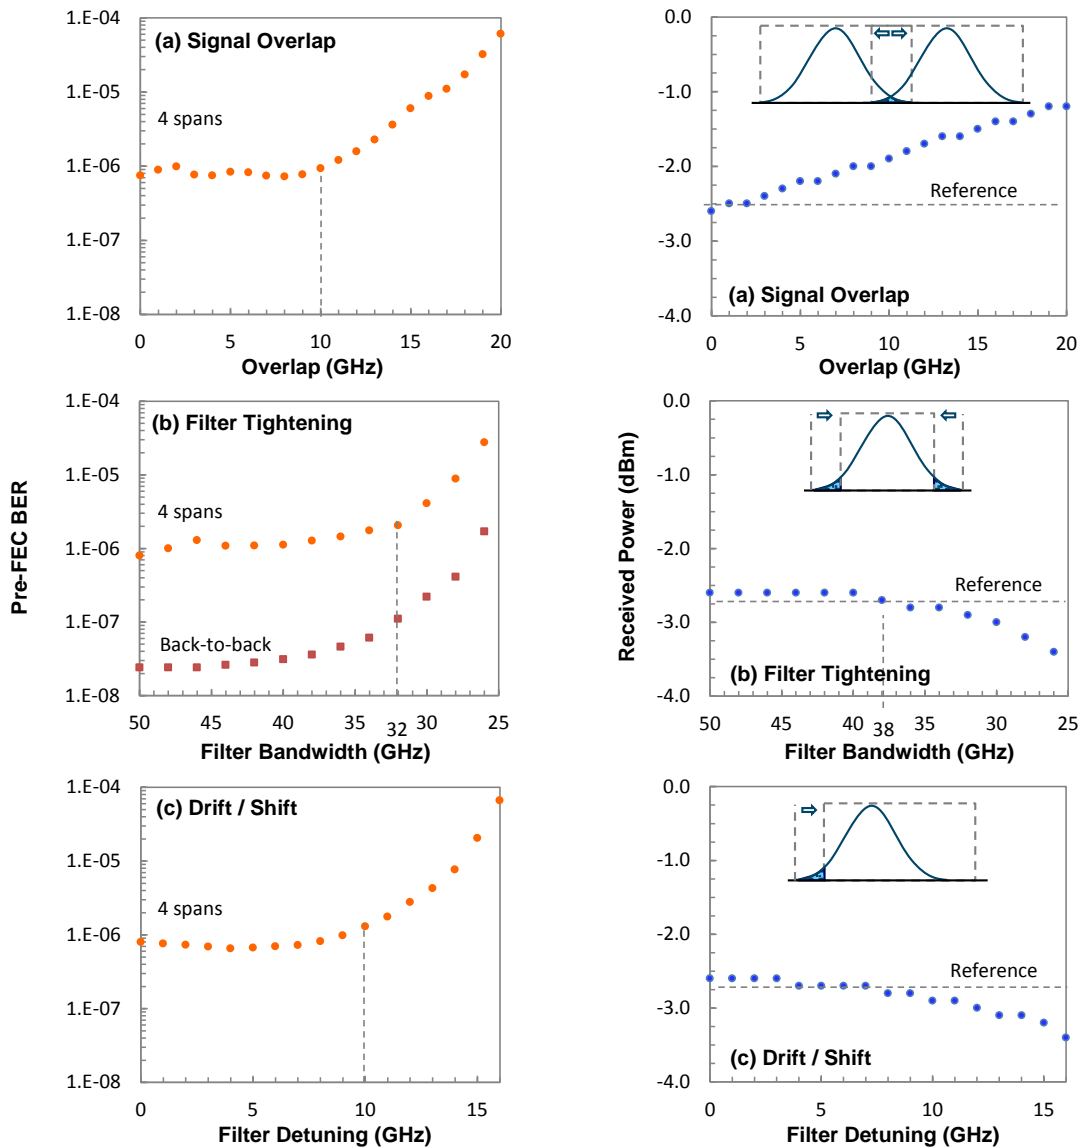 Pre-FEC BER
1.E-04
1.E-05
1.E-06
1.E-07
1.E-08
(a) Signal Overlap
4 spans
0 5 10 15 20
Overlap (GHz)
1.E-04
1.E-05
1.E-06
1.E-07
1.E-08
(b) Filter Tightening
4 spans
Back-to-back
50 45 40 35 32 30 25
Filter Bandwidth (GHz)
1.E-04
1.E-05
1.E-06
1.E-07
1.E-08
(c) Drift / Shift
4 spans
0 5 10 15
Filter Detuning (GHz)
Received Power (dBm)
0.0
-1.0
-2.0
-3.0
-4.0
Reference
(a) Signal Overlap
0 5 10 15 20
Overlap (GHz)
0.0
-1.0
-2.0
-3.0
-4.0
Reference
(b) Filter Tightening
50 45 40 38 35 30 25
Filter Bandwidth (GHz)
0.0
-1.0
-2.0
-3.0
-4.0
Reference
(c) Drift / Shift
0 5 10 15
Filter Detuning (GHz)